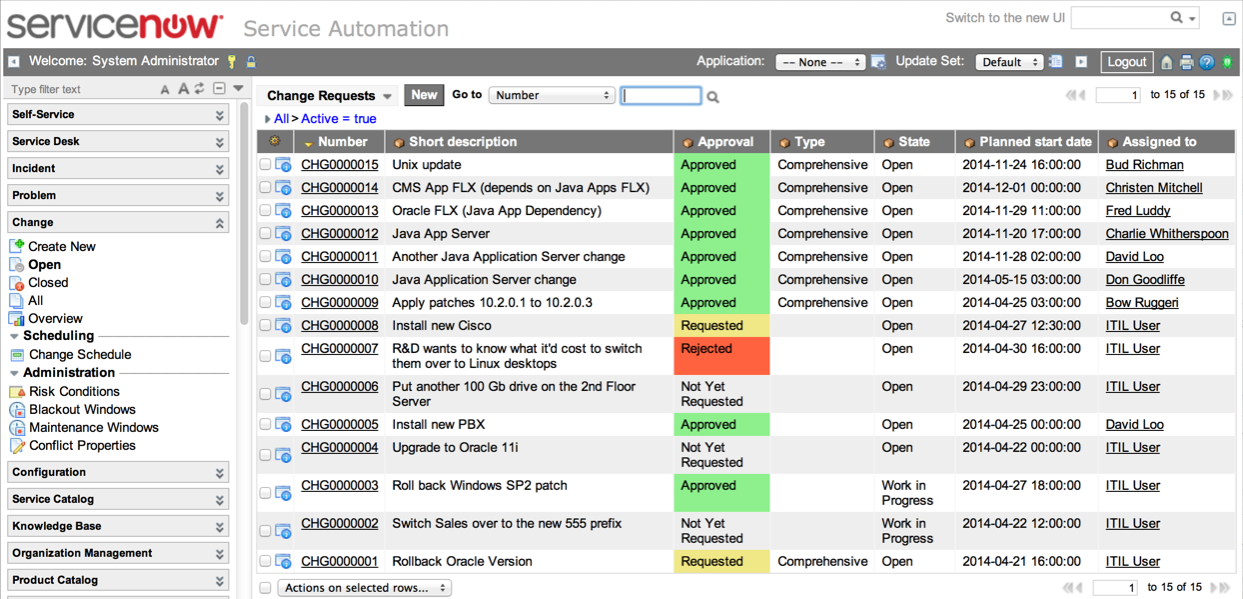 servicenow Service Automation
Switch to the new UI
Welcome: System Administrator
Application: -- None -- Update Set: Default Logout
Type filter text A A
Self-Service
Service Desk
Incident
Problem
Change
Create New
Open
Closed
All
Overview
Scheduling
Change Schedule
Administration
Risk Conditions
Blackout Windows
Maintenance Windows
Conflict Properties
Configuration
Service Catalog
Knowledge Base
Organization Management
Product Catalog
Change Requests New Go to Number 1 to 15 of 15
All > Active = true
Number Short description Approval Type State Planned start date Assigned to
CHG0000015 Unix update Approved Comprehensive Open 2014-11-24 16:00:00 Bud Richman
CHG0000014 CMS App FLX (depends on Java Apps FLX) Approved Comprehensive Open 2014-12-01 00:00:00 Christen Mitchell
CHG0000013 Oracle FLX (Java App Dependency) Approved Comprehensive Open 2014-11-29 11:00:00 Fred Luddy
CHG0000012 Java App Server Approved Comprehensive Open 2014-11-20 17:00:00 Charlie Whitherspoon
CHG0000011 Another Java Application Server change Approved Comprehensive Open 2014-11-28 02:00:00 David Loo
CHG0000010 Java Application Server change Approved Comprehensive Open 2014-05-15 03:00:00 Don Goodliffe
CHG0000009 Apply patches 10.2.0.1 to 10.2.0.3 Approved Comprehensive Open 2014-04-25 03:00:00 Bow Ruggeri
CHG0000008 Install new Cisco Requested Open 2014-04-27 12:30:00 ITIL User
CHG0000007 R&D wants to know what it'd cost to switch Rejected Open 2014-04-30 16:00:00 ITIL User
them over to Linux desktops
CHG0000006 Put another 100 Gb drive on the 2nd Floor Not Yet Open 2014-04-29 23:00:00 ITIL User
Server Requested
CHG0000005 Install new PBX Approved Open 2014-04-25 00:00:00 David Loo
CHG0000004 Upgrade to Oracle 11i Not Yet Open 2014-04-22 00:00:00 ITIL User
Requested
CHG0000003 Roll back Windows SP2 patch Approved Work in 2014-04-27 18:00:00 ITIL User
Progress
CHG0000002 Switch Sales over to the new 555 prefix Not Yet Work in 2014-04-22 12:00:00 ITIL User
Requested Progress
CHG0000001 Rollback Oracle Version Requested Comprehensive Open 2014-04-21 16:00:00 ITIL User
Actions on selected rows... 1 to 15 of 15